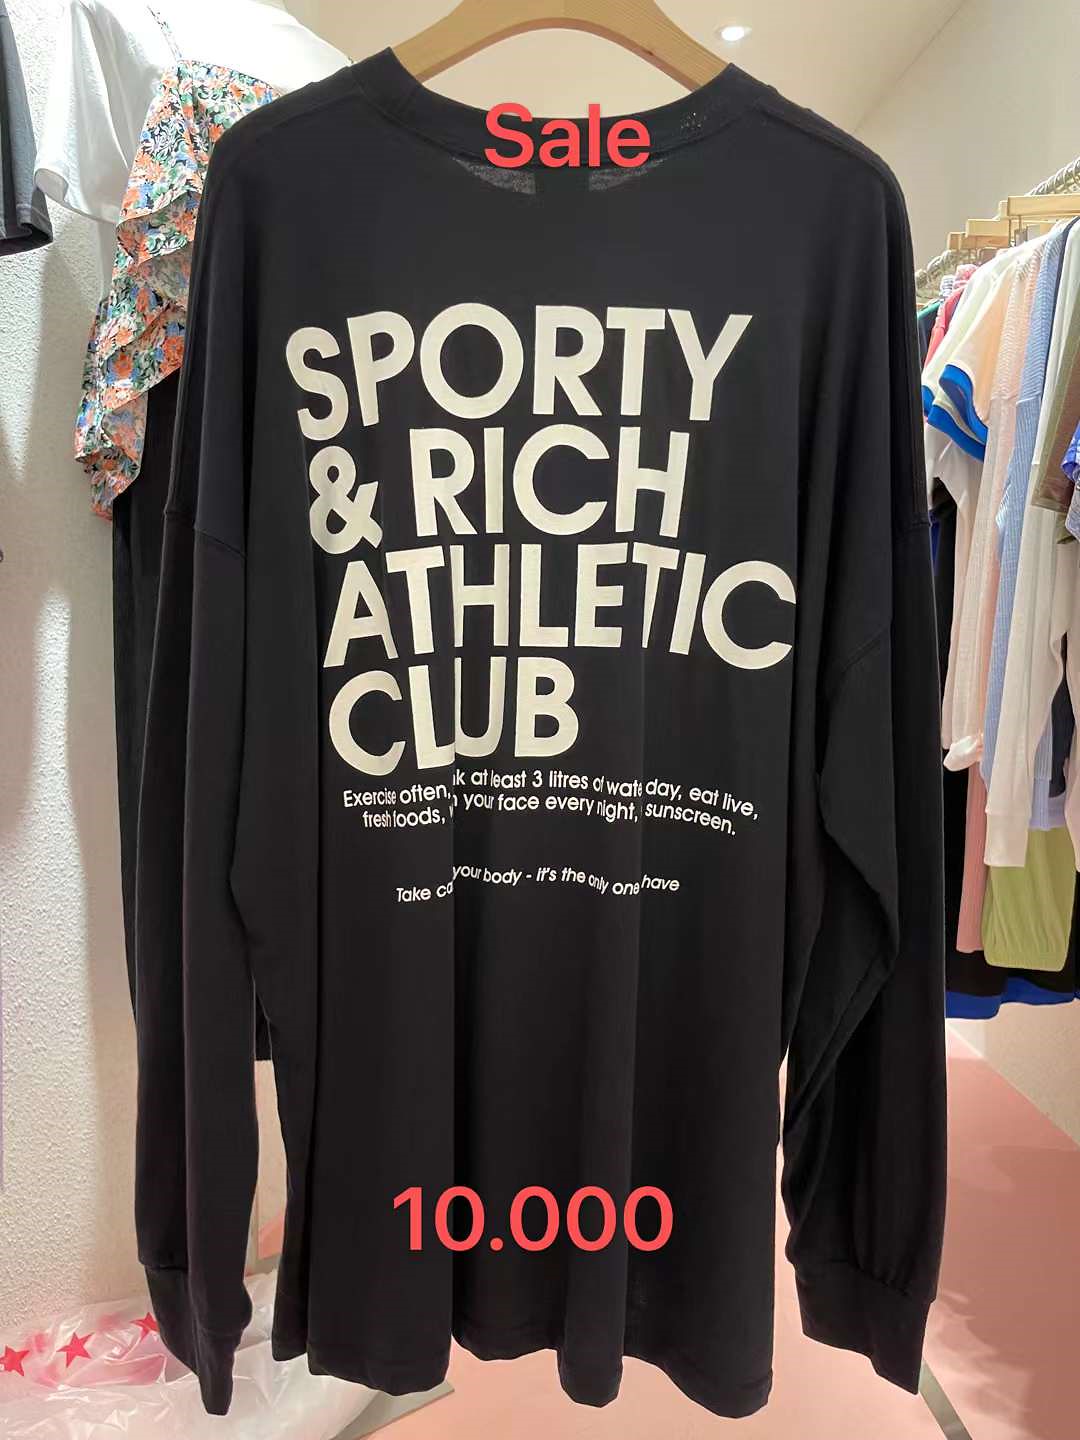 Sale
SPORTY
& RICH
ATHLETIC
CLUB
Exercise often, at least 3 litres of day, eat live,
fresh foods, your face every night, sunscreen.
Take your body - it's the only one have
10.000